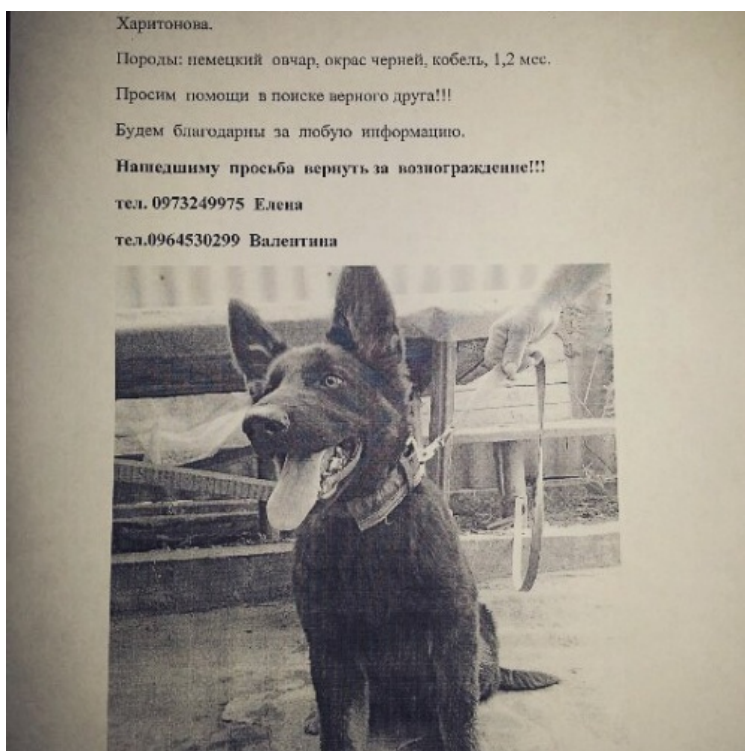 Харитонова.
Породы: немецкий овчар, окрас черней, кобель, 1,2 мес.
Просим помощи в поиске верного друга!!!
Будем благодарны за любую информацию.
Нашедшиму просьба вернуть за вознограждение!!!
тел. 0973249975 Елена
тел.0964530299 Валентина